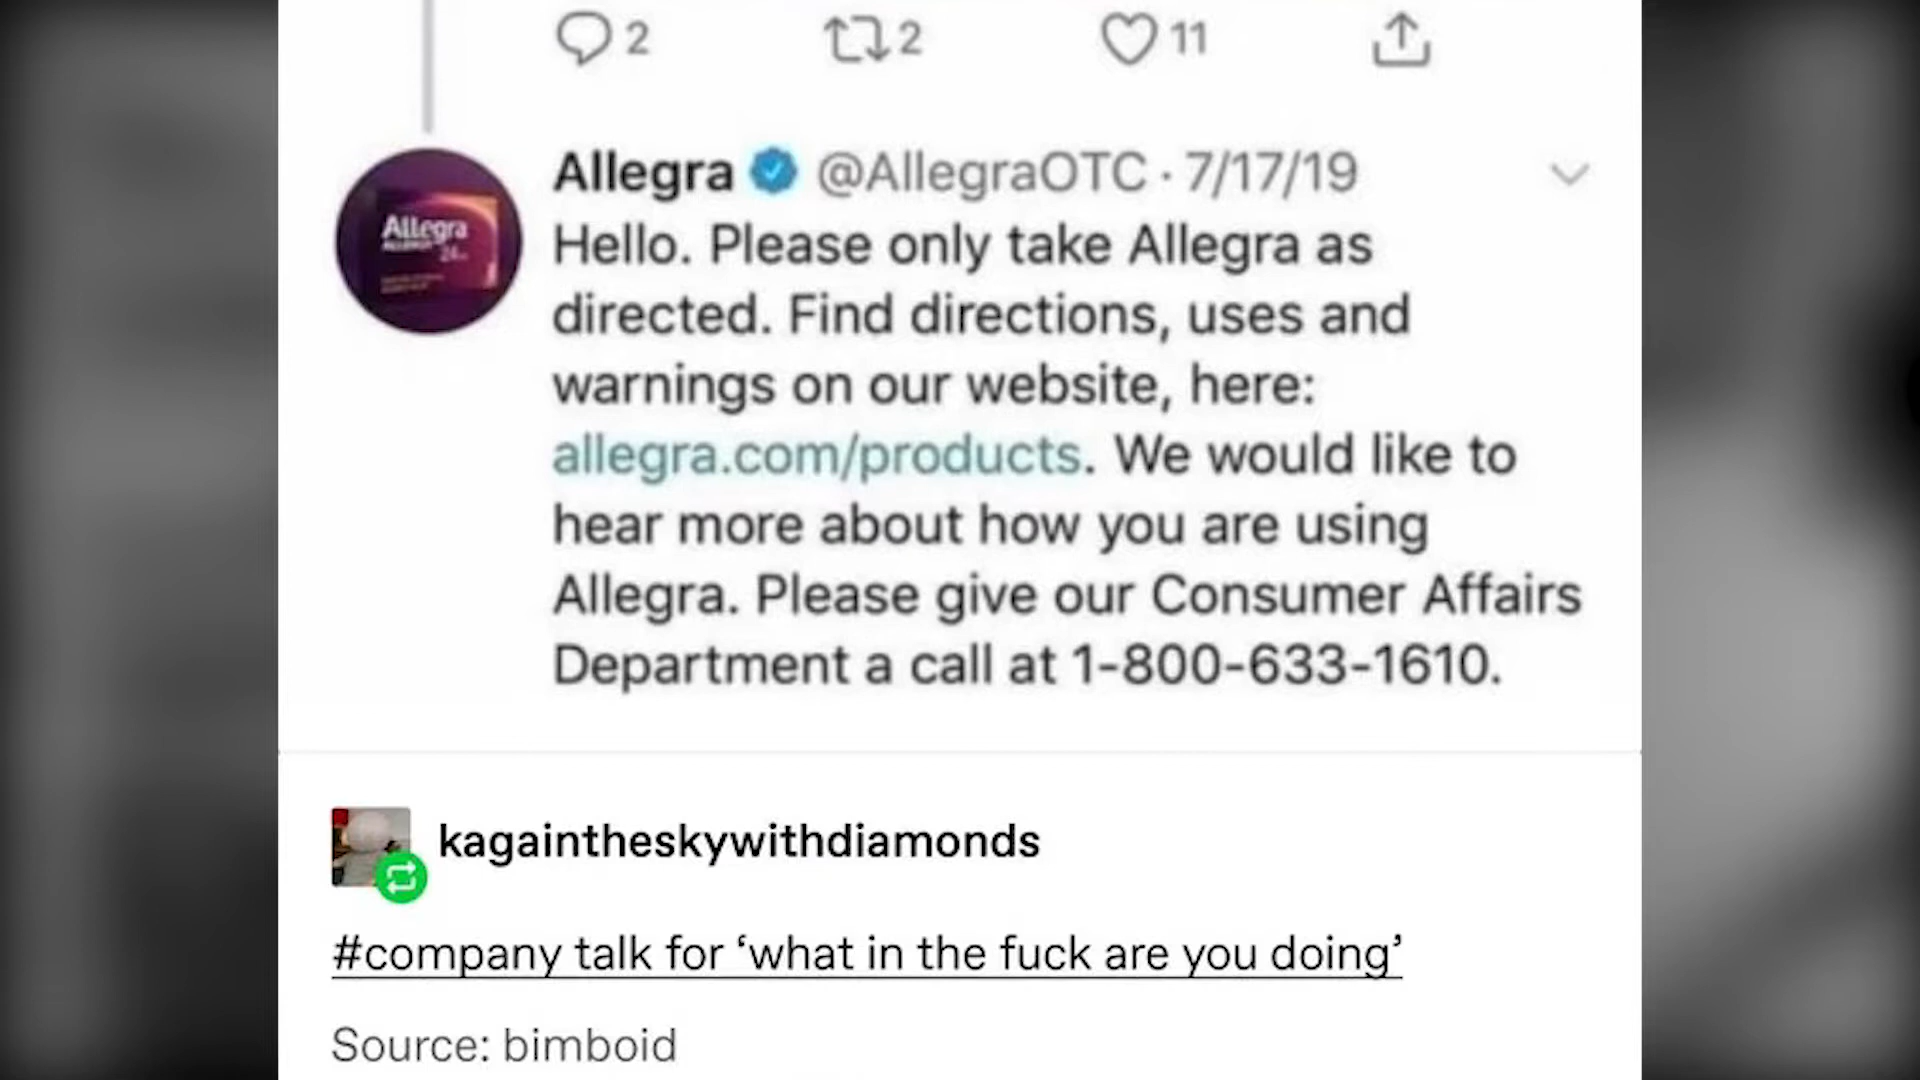 2 2 11
Allegra @AllegraOTC · 7/17/19
Allegra
24
Hello. Please only take Allegra as
directed. Find directions, uses and
warnings on our website, here:
allegra.com/products. We would like to
hear more about how you are using
Allegra. Please give our Consumer Affairs
Department a call at 1-800-633-1610.
kagaintheskywithdiamonds
#company talk for ‘what in the fuck are you doing’
Source: bimboid